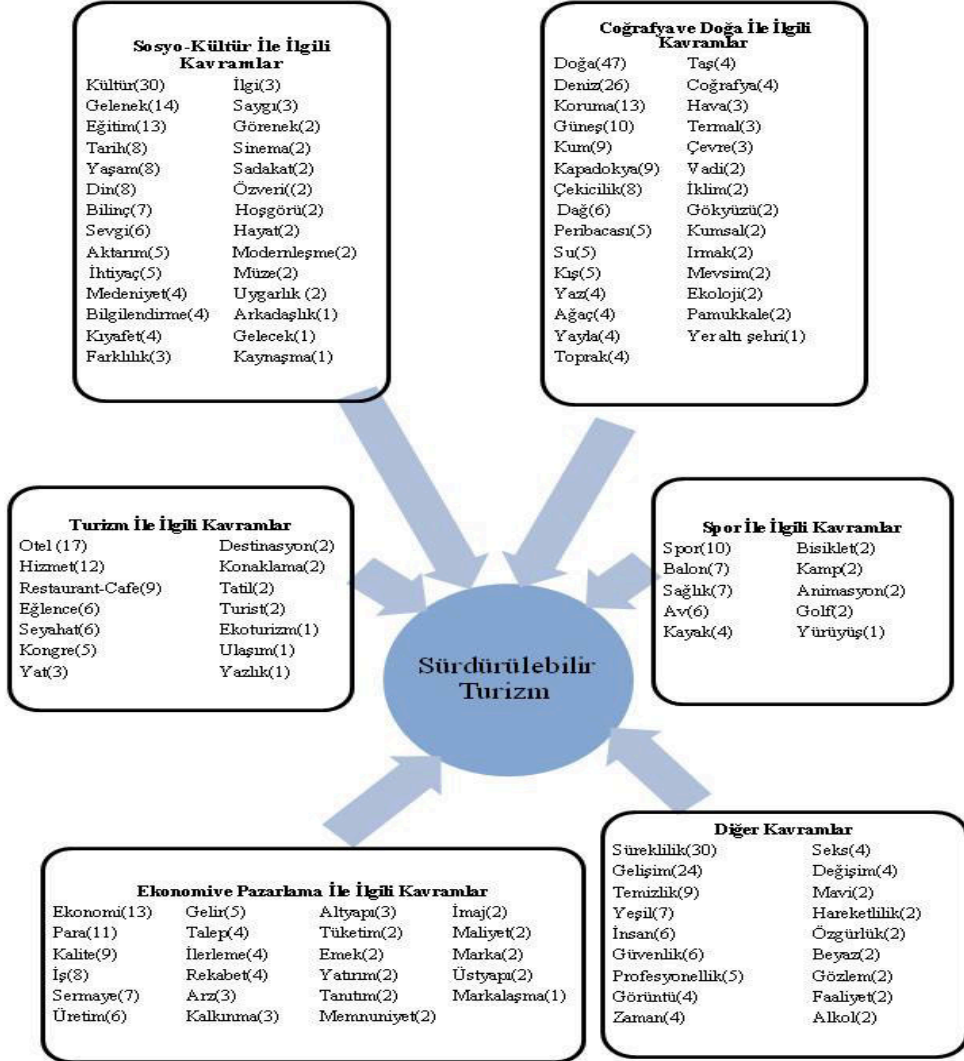 Sosyo-Kültür İle İlgili
Kavramlar
Kültür(30) İlgi(3)
Gelenek(14) Saygı(3)
Eğitim(13) Görenek(2)
Tarih(8) Sinema(2)
Yaşam(8) Sadakat(2)
Din(8) Özveri((2)
Bilinç(7) Hoşgörü(2)
Sevgi(6) Hayat(2)
Aktarım(5) Modernleşme(2)
İhtiyaç(5) Müze(2)
Medeniyet(4) Uygarlık (2)
Bilgilendirme(4) Arkadaşlık(1)
Kıyafet(4) Gelecek(1)
Farklılık(3) Kaynaşma(1)
Coğrafya ve Doğa İle İlgili
Kavramlar
Doğa(47) Taş(4)
Deniz(26) Coğrafya(4)
Koruma(13) Hava(3)
Güneş(10) Termal(3)
Kum(9) Çevre(3)
Kapadokya(9) Vadi(2)
Çekicilik(8) İklim(2)
Dağ(6) Gökyüzü(2)
Peribacası(5) Kumsal(2)
Su(5) Irmak(2)
Kış(5) Mevsim(2)
Yaz(4) Ekoloji(2)
Ağaç(4) Pamukkale(2)
Yayla(4) Yeraltı şehri(1)
Toprak(4)
Turizm İle İlgili Kavramlar
Otel (17) Destinasyon(2)
Hizmet(12) Konaklama(2)
Restaurant-Cafe(9) Tatil(2)
Eğlence(6) Turist(2)
Seyahat(6) Ekoturizm(1)
Kongre(5) Ulaşım(1)
Yat(3) Yazlık(1)
Spor İle İlgili Kavramlar
Spor(10) Bisiklet(2)
Balon(7) Kamp(2)
Sağlık(7) Animasyon(2)
Av(6) Golf(2)
Kayak(4) Yürüyüş(1)
Sürdürülebilir
Turizm
Ekonomi ve Pazarlama İle İlgili Kavramlar
Ekonomi(13) Gelir(5) Altyapı(3) İmaj(2)
Para(11) Talep(4) Tüketim(2) Maliyet(2)
Kalite(9) İlerleme(4) Emek(2) Marka(2)
İş(8) Rekabet(4) Yatırım(2) Üstyapı(2)
Sermaye(7) Arz(3) Tanıtım(2) Markalaşma(1)
Üretim(6) Kalkınma(3) Memnuniyet(2)
Diğer Kavramlar
Süreklilik(30) Seks(4)
Gelişim(24) Değişim(4)
Temizlik(9) Mavi(2)
Yeşil(7) Hareketlilik(2)
İnsan(6) Özgürlük(2)
Güvenlik(6) Beyaz(2)
Profesyonellik(5) Gözlem(2)
Görüntü(4) Faaliyet(2)
Zaman(4) Alkol(2)